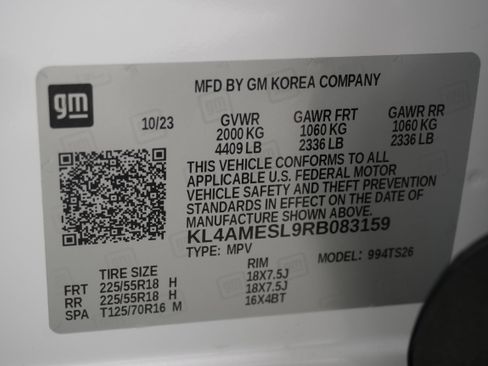 gm
MFD BY GM KOREA COMPANY
10/23 GVWR GAWR FRT GAWR RR
2000 KG 1060 KG 1060 KG
4409 LB 2336 LB 2336 LB
THIS VEHICLE CONFORMS TO ALL
APPLICABLE U.S. FEDERAL MOTOR
VEHICLE SAFETY AND THEFT PREVENTION
STANDARDS IN EFFECT ON THE DATE OF
MANUFACTURE SHOWN ABOVE.
KL4AMESL9RB083159
TYPE: MPV MODEL: 994TS26
TIRE SIZE RIM
FRT 225/55R18 H 18X7.5J
RR 225/55R18 H 18X7.5J
SPA T125/70R16 M 16X4BT